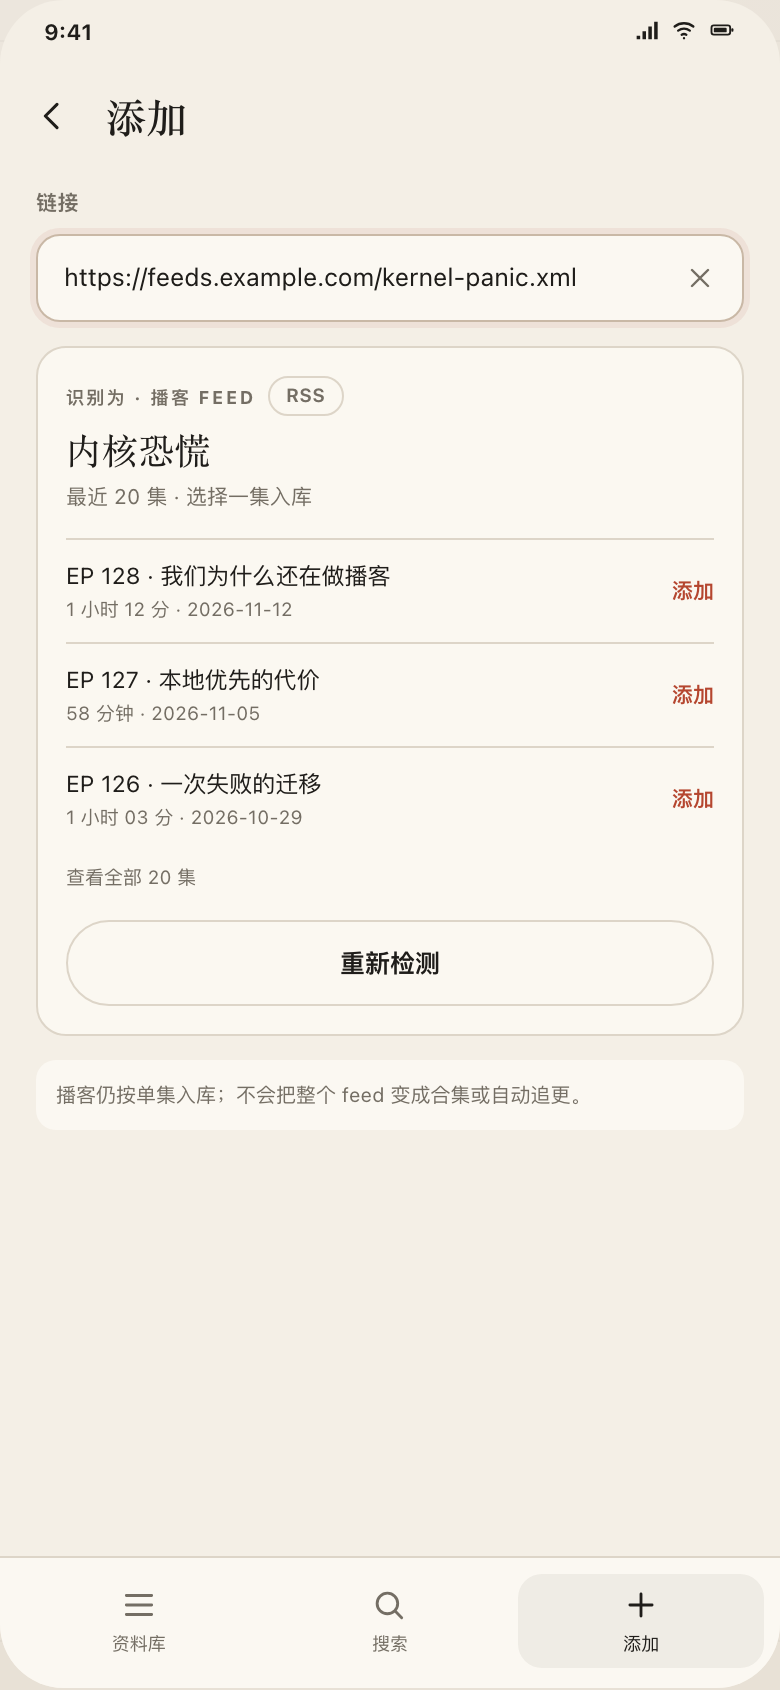 9:41
添加
链接
https://feeds.example.com/kernel-panic.xml
识别为 · 播客 FEED RSS
内核恐慌
最近 20 集 · 选择一集入库
EP 128 · 我们为什么还在做播客
1 小时 12 分 · 2026-11-12
添加
EP 127 · 本地优先的代价
58 分钟 · 2026-11-05
添加
EP 126 · 一次失败的迁移
1 小时 03 分 · 2026-10-29
添加
查看全部 20 集
重新检测
播客仍按单集入库；不会把整个 feed 变成合集或自动追更。
资料库
搜索
添加